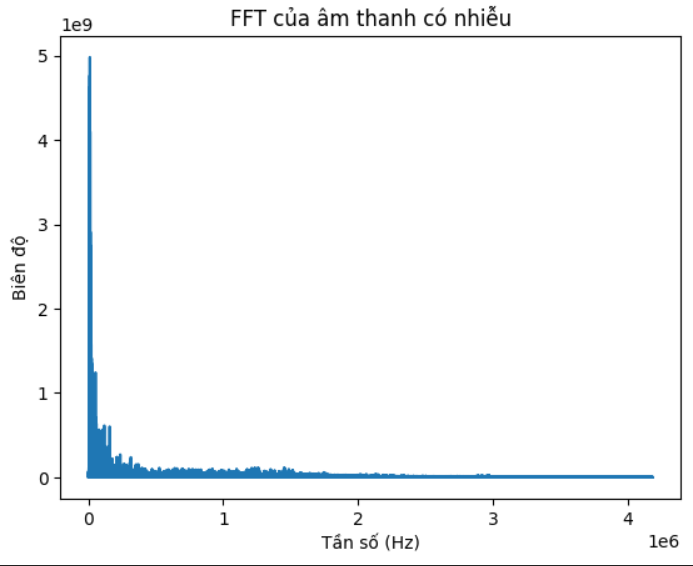 FFT của âm thanh có nhiễu
1e9
5
4
3
2
1
0
Biên độ
0 1 2 3 4
Tần số (Hz)
1e6